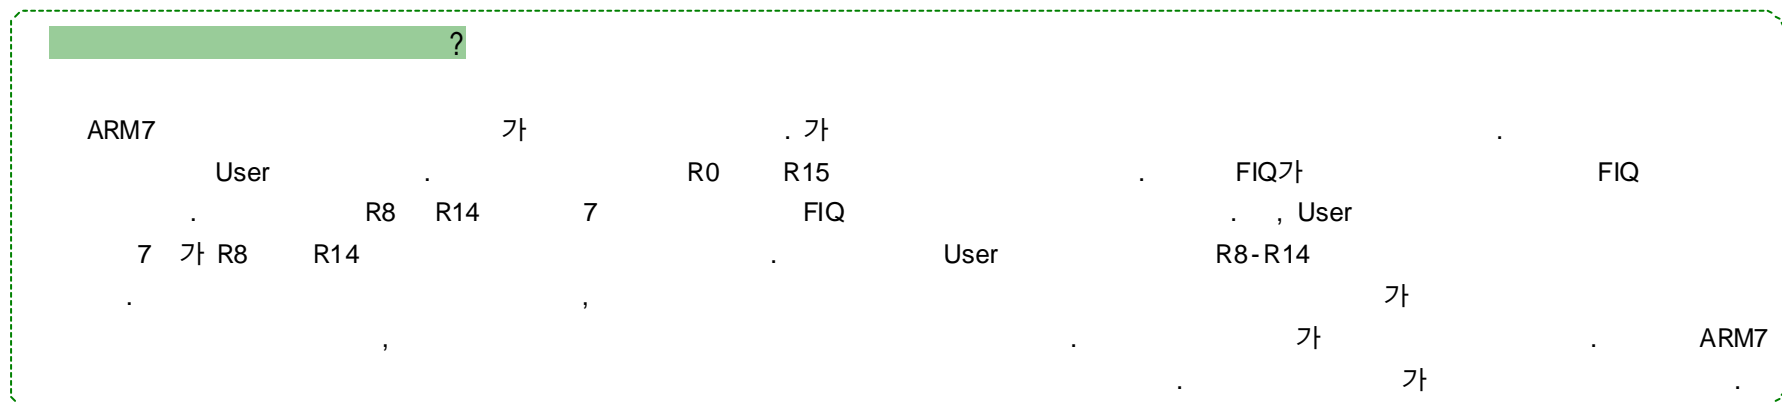 ?
ARM7 가 . 가 .
User . R0 R15 . FIQ가 FIQ
. R8 R14 7 FIQ . , User
7 가 R8 R14 . User R8-R14
. , 가
, . 가 . ARM7
. 가 .